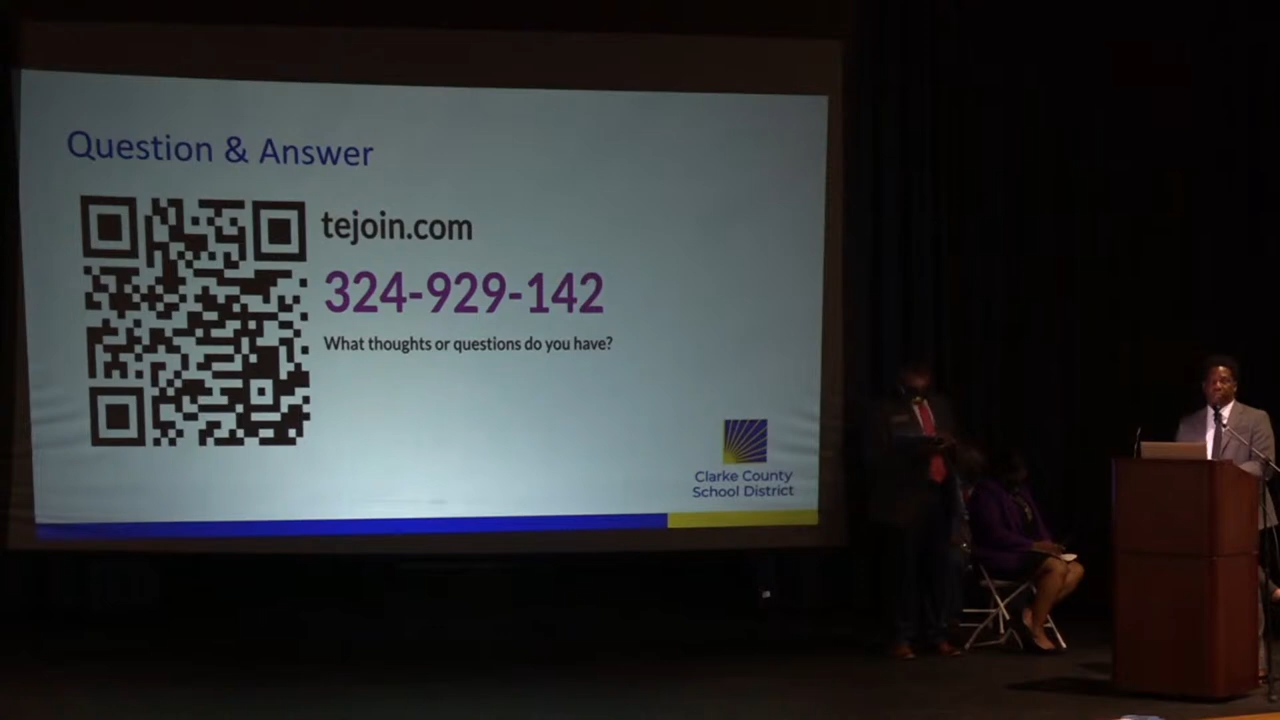 Question & Answer
tejoin.com
324-929-142
What thoughts or questions do you have?
Clarke County
School District